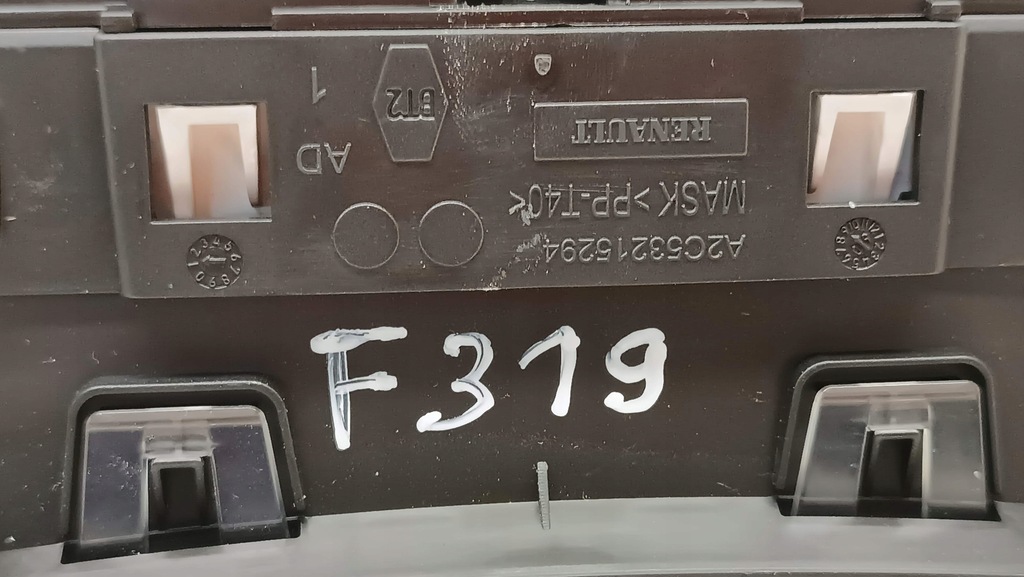 A2C53215294
MASK >PP-T40<
RENAULT
BT2
AD
1
F319